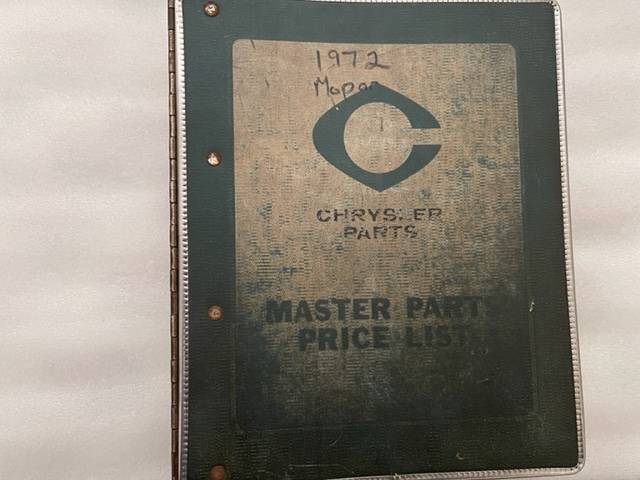 1972
Mopar
CHRYSLER
PARTS
MASTER PARTS
PRICE LIST